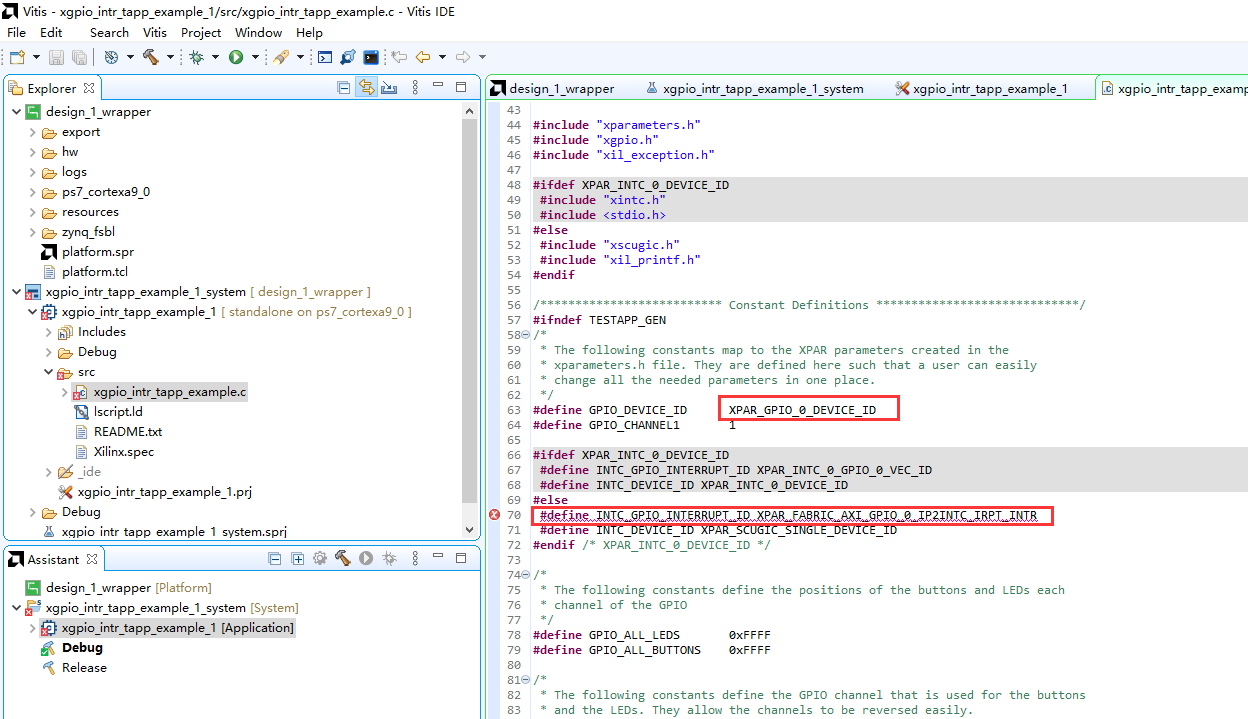 Vitis - xgpio_intr_tapp_example_1/src/xgpio_intr_tapp_example.c - Vitis IDE
File Edit Search Vitis Project Window Help
Explorer
design_1_wrapper
export
hw
logs
ps7_cortexa9_0
resources
zynq_fsbl
platform.spr
platform.tcl
xgpio_intr_tapp_example_1_system [ design_1_wrapper ]
xgpio_intr_tapp_example_1 [ standalone on ps7_cortexa9_0 ]
Includes
Debug
src
xgpio_intr_tapp_example.c
lscript.ld
README.txt
Xilinx.spec
_ide
xgpio_intr_tapp_example_1.prj
Debug
xgpio_intr_tapp_example_1_system.sprj
Assistant
design_1_wrapper [Platform]
xgpio_intr_tapp_example_1_system [System]
xgpio_intr_tapp_example_1 [Application]
Debug
Release
design_1_wrapper xgpio_intr_tapp_example_1_system xgpio_intr_tapp_example_1 xgpio_intr_tapp_examp
43
44 #include "xparameters.h"
45 #include "xgpio.h"
46 #include "xil_exception.h"
47
48 #ifdef XPAR_INTC_0_DEVICE_ID
49 #include "xintc.h"
50 #include <stdio.h>
51 #else
52 #include "xscugic.h"
53 #include "xil_printf.h"
54 #endif
55
56 /************************** Constant Definitions *****************************/
57 #ifndef TESTAPP_GEN
58 /*
59 * The following constants map to the XPAR parameters created in the
60 * xparameters.h file. They are defined here such that a user can easily
61 * change all the needed parameters in one place.
62 */
63 #define GPIO_DEVICE_ID XPAR_GPIO_0_DEVICE_ID
64 #define GPIO_CHANNEL1 1
65
66 #ifdef XPAR_INTC_0_DEVICE_ID
67 #define INTC_GPIO_INTERRUPT_ID XPAR_INTC_0_GPIO_0_VEC_ID
68 #define INTC_DEVICE_ID XPAR_INTC_0_DEVICE_ID
69 #else
70 #define INTC_GPIO_INTERRUPT_ID XPAR_FABRIC_AXI_GPIO_0_IP2INTC_IRPT_INTR
71 #define INTC_DEVICE_ID XPAR_SCUGIC_SINGLE_DEVICE_ID
72 #endif /* XPAR_INTC_0_DEVICE_ID */
73
74 /*
75 * The following constants define the positions of the buttons and LEDs each
76 * channel of the GPIO
77 */
78 #define GPIO_ALL_LEDS 0xFFFF
79 #define GPIO_ALL_BUTTONS 0xFFFF
80
81 /*
82 * The following constants define the GPIO channel that is used for the buttons
83 * and the LEDs. They allow the channels to be reversed easily.